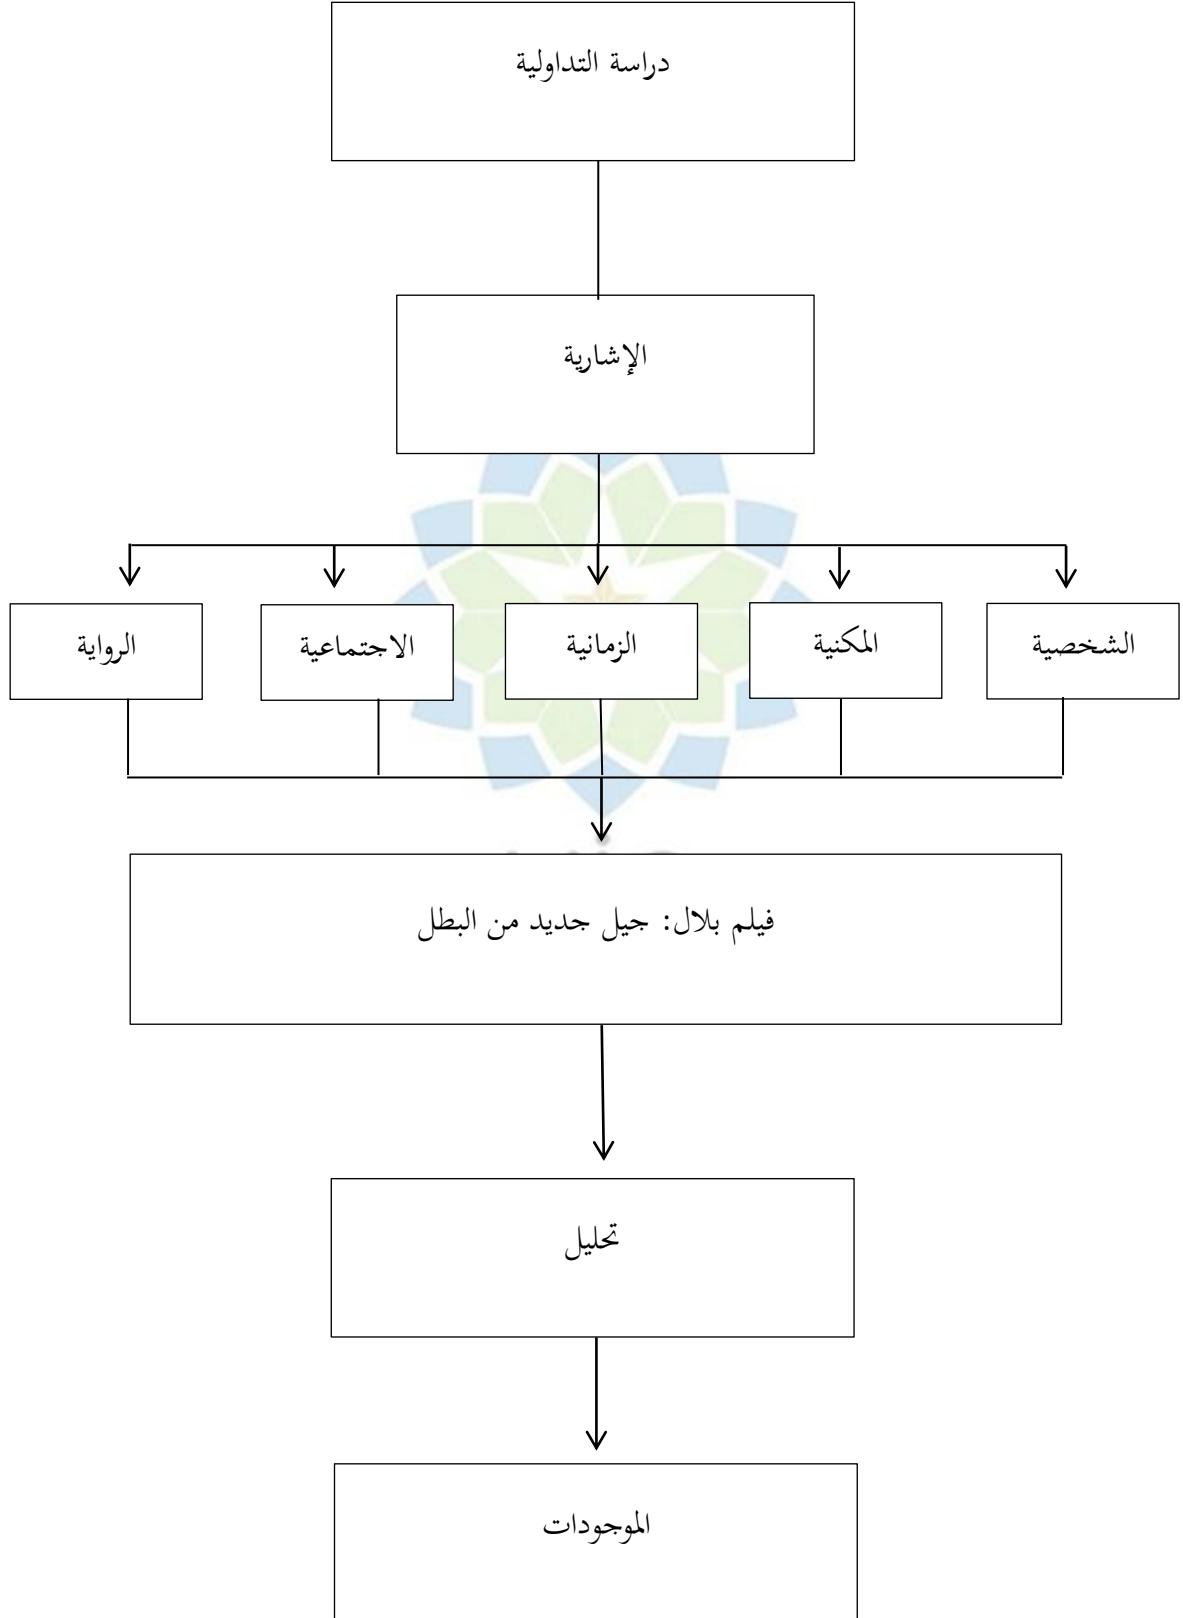 دراسة التداولية
الإشارية
الشخصية
المكنية
الزمانية
الاجتماعية
الرواية
فيلم بلال: جيل جديد من البطل
تحليل
الموجودات